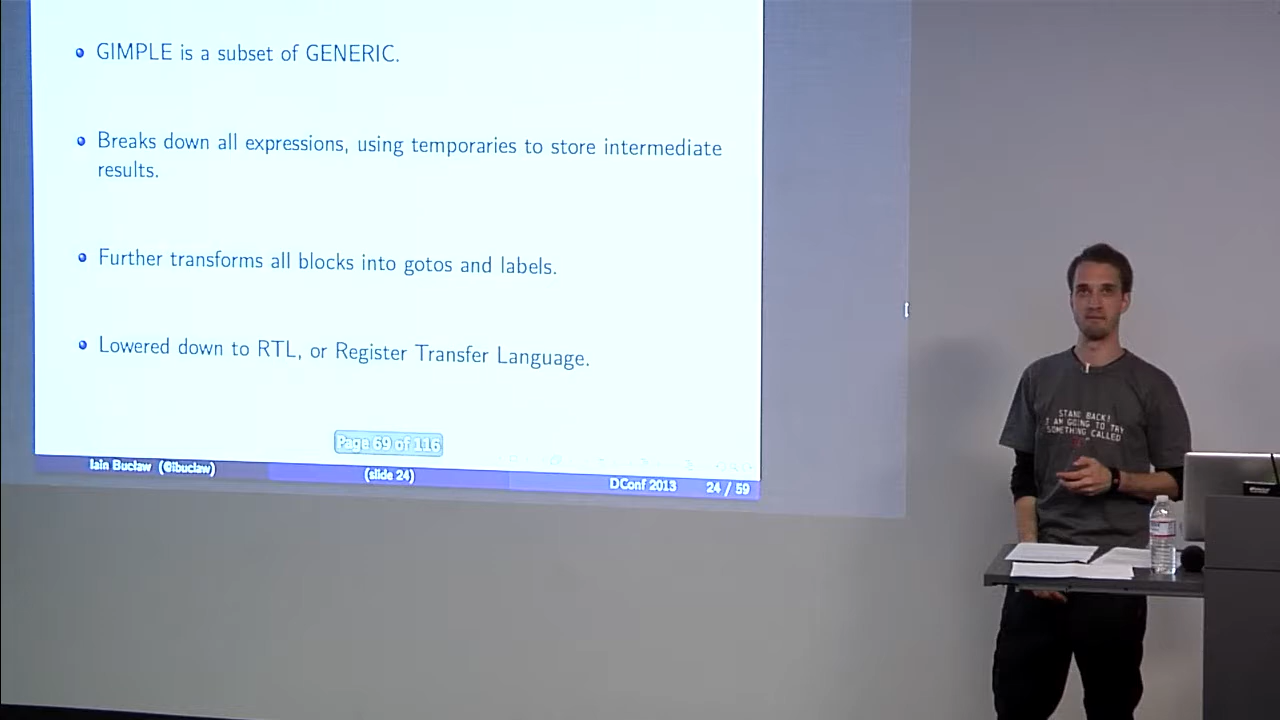 GIMPLE is a subset of GENERIC.
Breaks down all expressions, using temporaries to store intermediate
results.
Further transforms all blocks into gotos and labels.
Lowered down to RTL, or Register Transfer Language.
Page 69 of 116
Iain Bucław (@ibuclaw)
(slide 24)
DConf 2013 24 / 59
STAND BACK!
I AM GOING TO TRY
SOMETHING CALLED